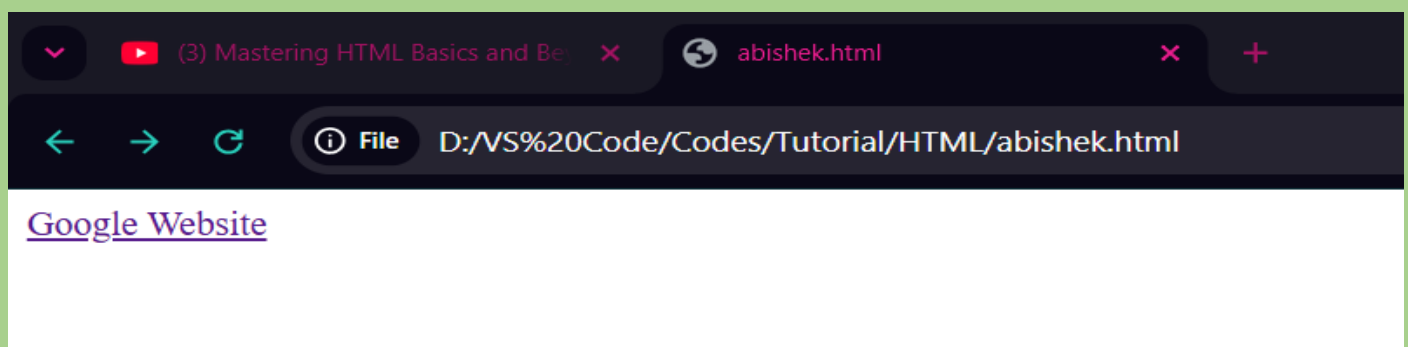 (3) Mastering HTML Basics and Be
abishek.html
File D:/VS%20Code/Codes/Tutorial/HTML/abishek.html
Google Website